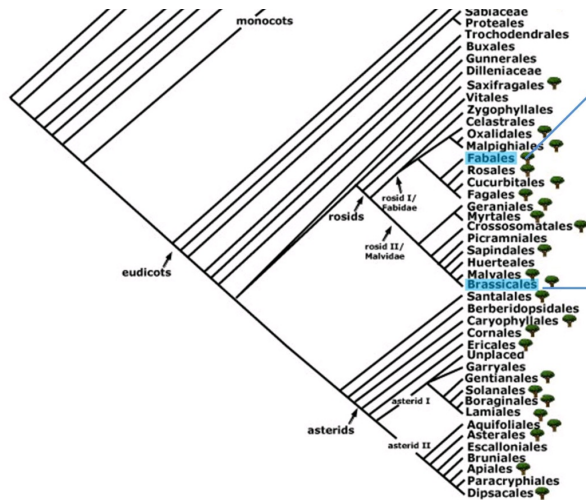 Sabiaceae
Proteales
Trochodendrales
Buxales
Gunnerales
Dilleniaceae
Saxifragales
Vitales
Zygophyllales
Celastrales
Oxalidales
Malpighiales
Fabales
Rosales
Cucurbitales
Fagales
Geraniales
Myrtales
Crossosomatales
Picramniales
Sapindales
Huerteales
Malvales
Brassicales
Santalales
Berberidopsidales
Caryophyllales
Cornales
Ericales
Unplaced
Garryales
Gentianales
Solanales
Boraginales
Lamiales
Aquifoliales
Asterales
Escalloniales
Bruniales
Apiales
Paracryphiales
Dipsacales
monocots
eudicots
rosids
rosid I/
Fabidae
rosid II/
Malvidae
asterids
asterid I
asterid II